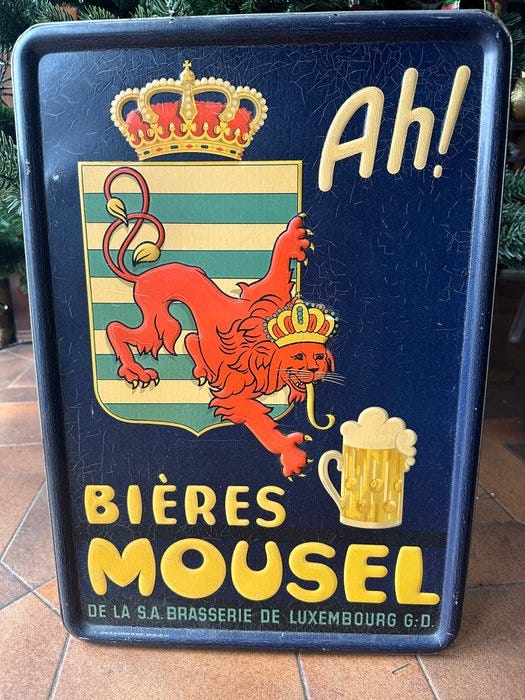 Ah!
BIÈRES
MOUSEL
DE LA S.A. BRASSERIE DE LUXEMBOURG G:D.